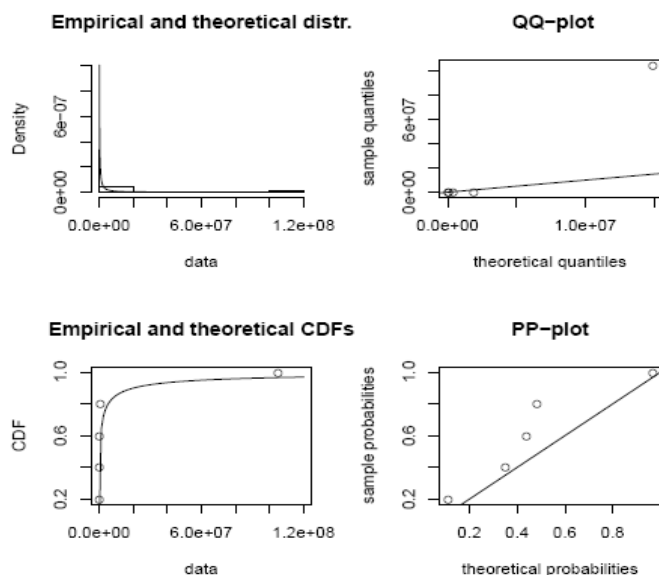 Empirical and theoretical distr.
Density
0e+00
6e−07
0.0e+00
6.0e+07
1.2e+08
data
QQ−plot
sample quantiles
0e+00
6e+07
0.0e+00
1.0e+07
theoretical quantiles
Empirical and theoretical CDFs
CDF
0.2
0.6
1.0
0.0e+00
6.0e+07
1.2e+08
data
PP−plot
sample probabilities
0.2
0.6
1.0
0.2
0.4
0.6
0.8
theoretical probabilities